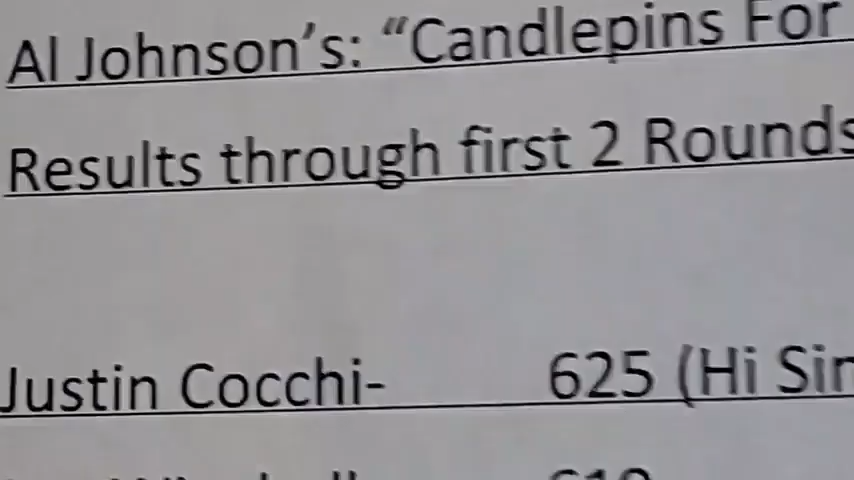 Al Johnson's: "Candlepins For
Results through first 2 Rounds
Justin Cocchi- 625 (Hi Sin